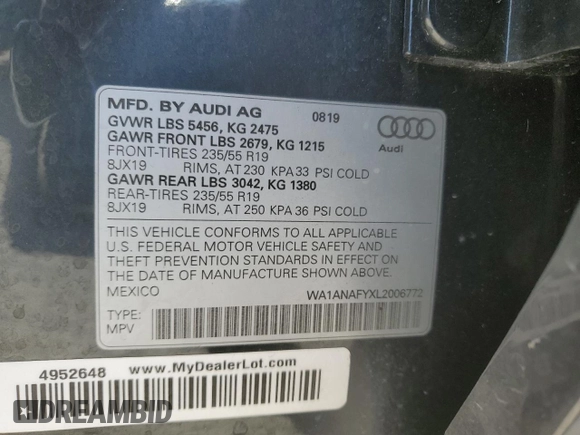 MFD. BY AUDI AG 0819
GVWR LBS 5456, KG 2475
GAWR FRONT LBS 2679, KG 1215
FRONT-TIRES 235/55 R19
8JX19 RIMS, AT 230 KPA 33 PSI COLD
GAWR REAR LBS 3042, KG 1380
REAR-TIRES 235/55 R19
8JX19 RIMS, AT 250 KPA 36 PSI COLD
Audi
THIS VEHICLE CONFORMS TO ALL APPLICABLE
U.S. FEDERAL MOTOR VEHICLE SAFETY AND
THEFT PREVENTION STANDARDS IN EFFECT ON
THE DATE OF MANUFACTURE SHOWN ABOVE.
MEXICO WA1ANAFYXL2006772
TYPE:
MPV
4952648 www.MyDealerLot.com
DREAMBID